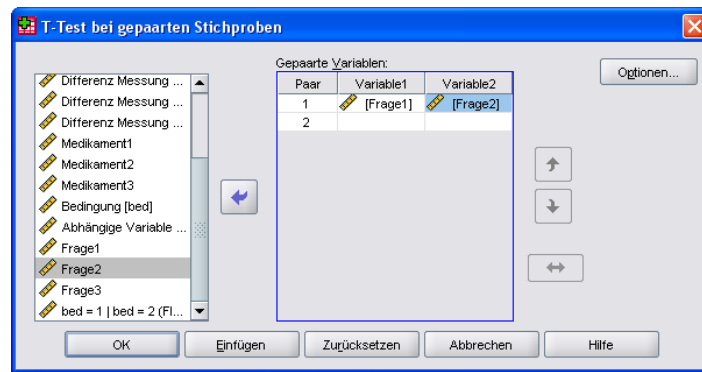 T-Test bei gepaarten Stichproben
Gepaarte Variablen:
Optionen...
Differenz Messung ...
Differenz Messung ...
Differenz Messung ...
Medikament1
Medikament2
Medikament3
Bedingung [bed]
Abhängige Variable ...
Frage1
Frage2
Frage3
bed = 1 | bed = 2 (FI...
Paar Variable1 Variable2
1 [Frage1] [Frage2]
2
OK Einfügen Zurücksetzen Abbrechen Hilfe